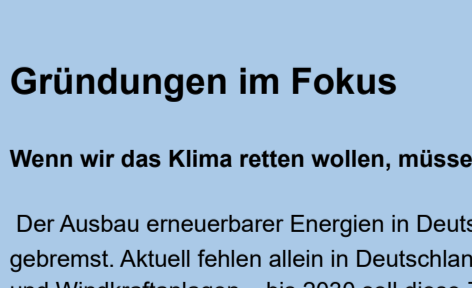 Gründungen im Fokus
Wenn wir das Klima retten wollen, müsse
Der Ausbau erneuerbarer Energien in Deuts
gebremst. Aktuell fehlen allein in Deutschlan
und Windkraftanlagen – bis 2030 soll diese